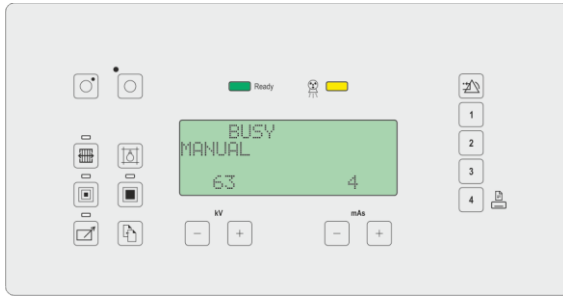 Ready
BUSY
MANUAL
63 4
kV mAs
- + - +
1
2
3
4